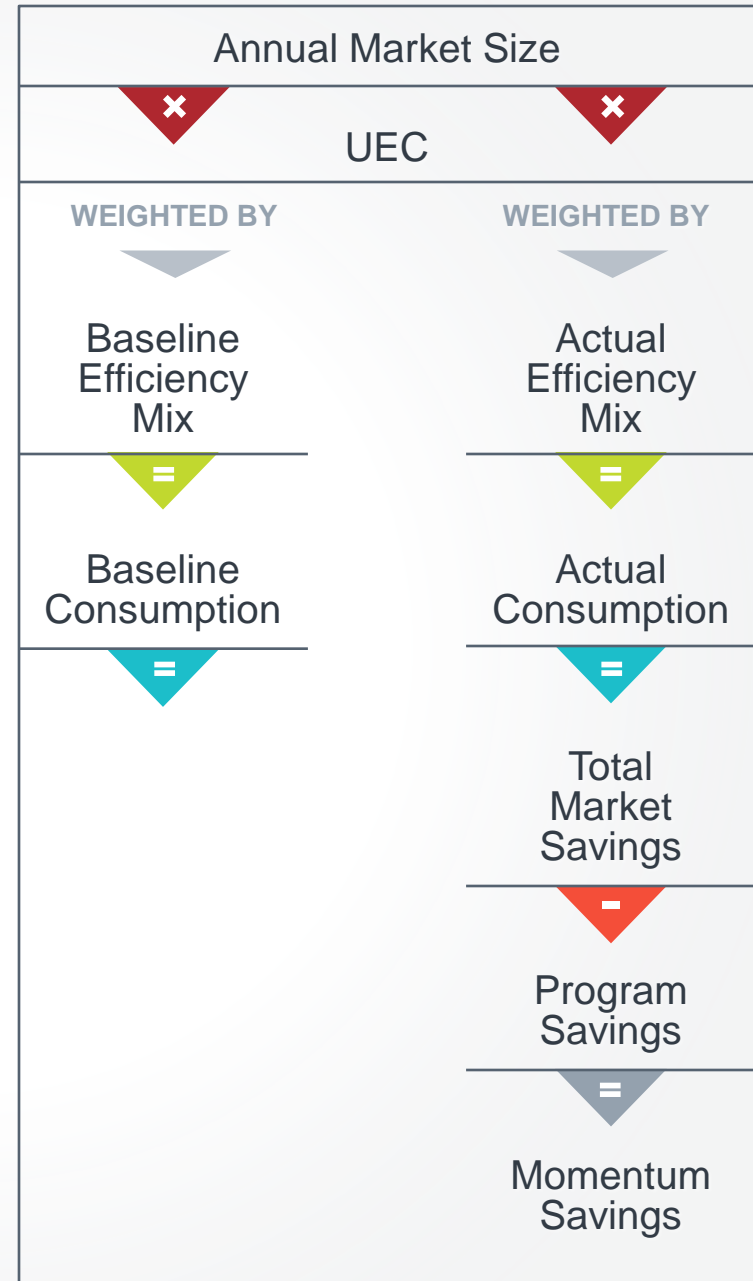 Annual Market Size
× ×
UEC
WEIGHTED BY
Baseline
Efficiency
Mix
=
Baseline
Consumption
=
WEIGHTED BY
Actual
Efficiency
Mix
=
Actual
Consumption
=
Total
Market
Savings
-
Program
Savings
=
Momentum
Savings